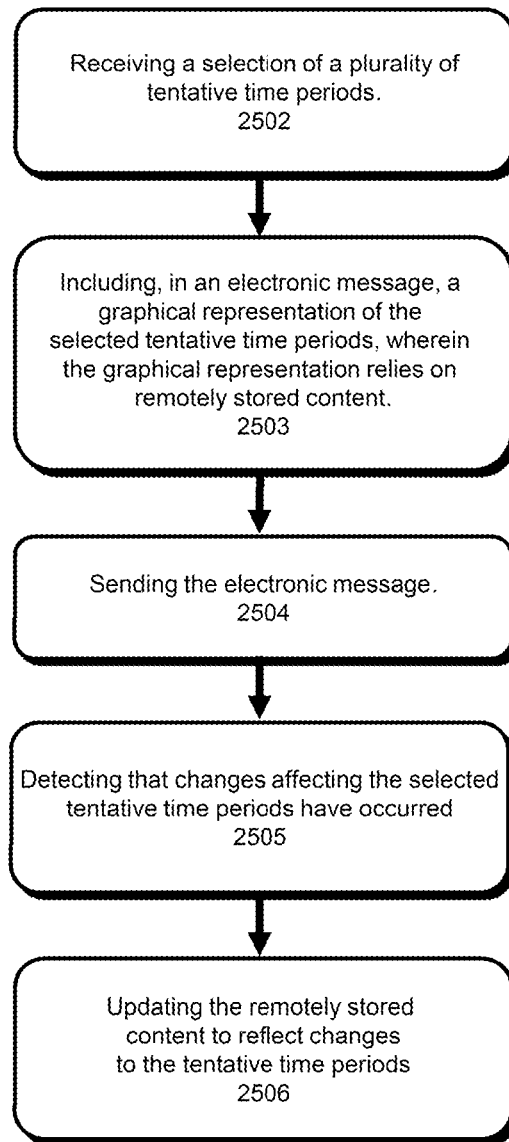 Receiving a selection of a plurality of
tentative time periods.
2502
Including, in an electronic message, a
graphical representation of the
selected tentative time periods, wherein
the graphical representation relies on
remotely stored content.
2503
Sending the electronic message.
2504
Detecting that changes affecting the selected
tentative time periods have occurred
2505
Updating the remotely stored
content to reflect changes
to the tentative time periods
2506